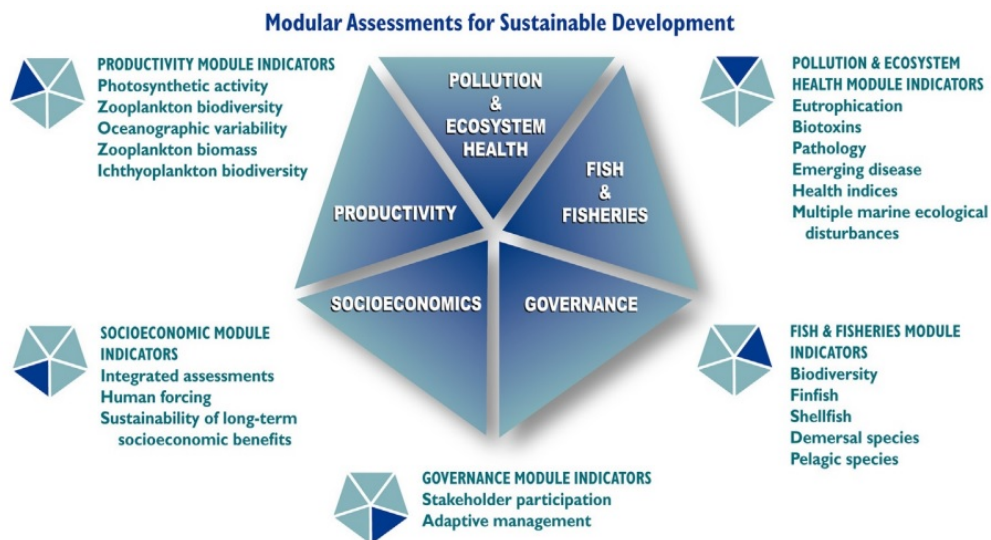 Modular Assessments for Sustainable Development
PRODUCTIVITY MODULE INDICATORS
Photosynthetic activity
Zooplankton biodiversity
Oceanographic variability
Zooplankton biomass
Ichthyoplankton biodiversity
POLLUTION
&
ECOSYSTEM
HEALTH
FISH
&
FISHERIES
PRODUCTIVITY
SOCIOECONOMICS
GOVERNANCE
POLLUTION & ECOSYSTEM
HEALTH MODULE INDICATORS
Eutrophication
Biotoxins
Pathology
Emerging disease
Health indices
Multiple marine ecological
disturbances
SOCIOECONOMIC MODULE
INDICATORS
Integrated assessments
Human forcing
Sustainability of long-term
socioeconomic benefits
FISH & FISHERIES MODULE
INDICATORS
Biodiversity
Finfish
Shellfish
Demersal species
Pelagic species
GOVERNANCE MODULE INDICATORS
Stakeholder participation
Adaptive management